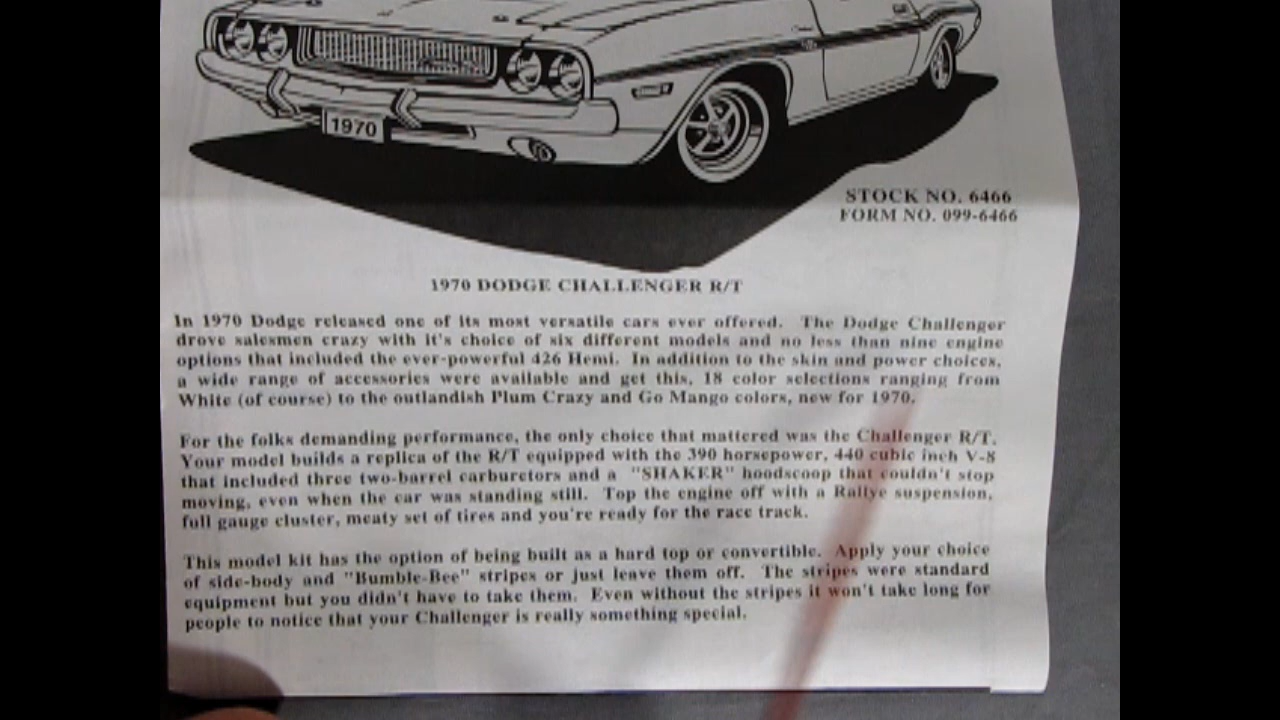 1970
STOCK NO. 6466
FORM NO. 099-6466
1970 DODGE CHALLENGER R/T
In 1970 Dodge released one of its most versatile cars ever offered. The Dodge Challenger
drove salesmen crazy with it's choice of six different models and no less than nine engine
options that included the ever-powerful 426 Hemi. In addition to the skin and power choices,
a wide range of accessories were available and get this, 18 color selections ranging from
White (of course) to the outlandish Plum Crazy and Go Mango colors, new for 1970.
For the folks demanding performance, the only choice that mattered was the Challenger R/T.
Your model builds a replica of the R/T equipped with the 390 horsepower, 440 cubic inch V-8
that included three two-barrel carburetors and a "SHAKER" hoodscoop that couldn't stop
moving, even when the car was standing still. Top the engine off with a Rallye suspension,
full gauge cluster, meaty set of tires and you're ready for the race track.
This model kit has the option of being built as a hard top or convertible. Apply your choice
of side-body and "Bumble-Bee" stripes or just leave them off. The stripes were standard
equipment but you didn't have to take them. Even without the stripes it won't take long for
people to notice that your Challenger is really something special.